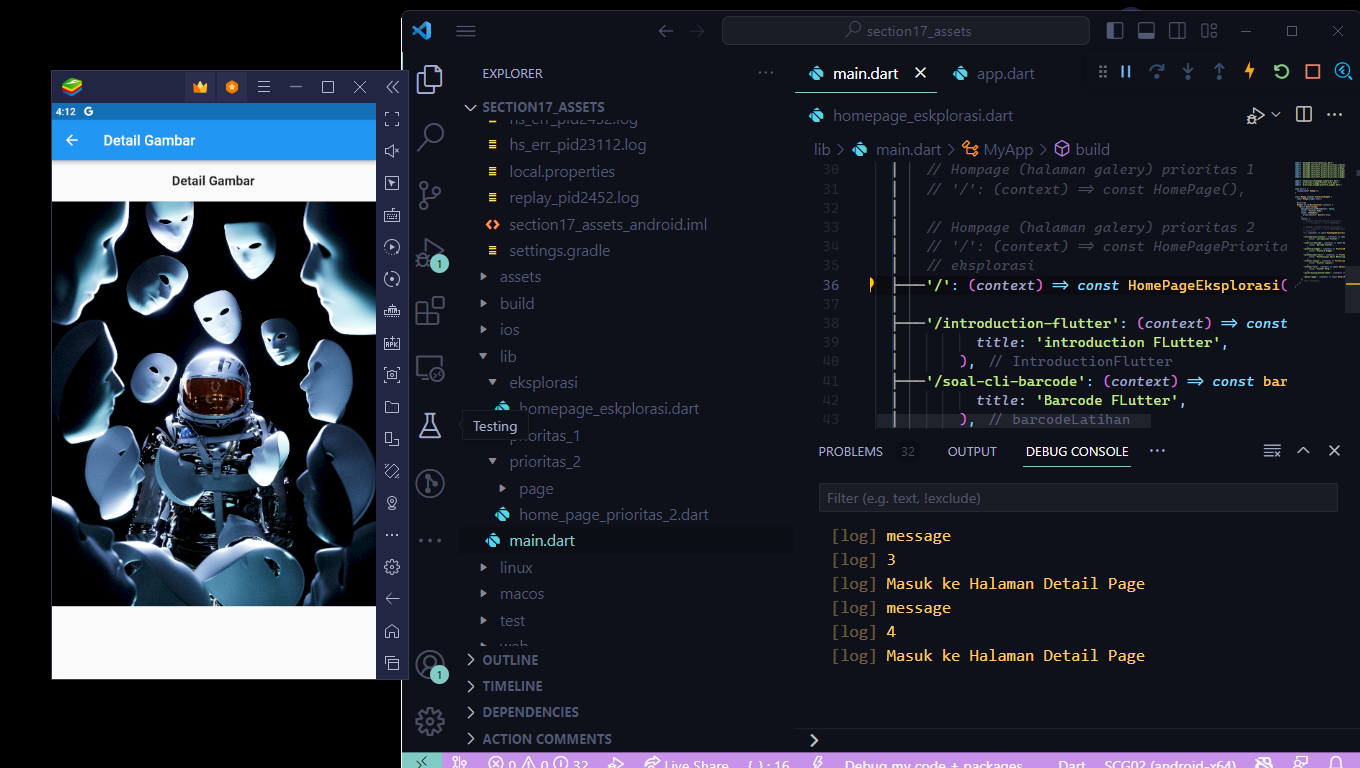 4:12 G
Detail Gambar
Detail Gambar
section17_assets
EXPLORER
SECTION17_ASSETS
hs_err_pid2452.log
hs_err_pid23112.log
local.properties
replay_pid2452.log
section17_assets_android.iml
settings.gradle
assets
build
ios
lib
eksplorasi
homepage_eskplorasi.dart
prioritas_1
Testing
prioritas_2
page
home_page_prioritas_2.dart
main.dart
linux
macos
test
web
OUTLINE
TIMELINE
DEPENDENCIES
ACTION COMMENTS
1
1
main.dart
app.dart
homepage_eskplorasi.dart
lib > main.dart > MyApp > build
30 // Hompage (halaman galery) prioritas 1
31 // '/': (context) => const HomePage(),
32
33 // Hompage (halaman galery) prioritas 2
34 // '/': (context) => const HomePagePriorita
35 // eksplorasi
36 '/': (context) => const HomePageEksplorasi(
37
38 '/introduction-flutter': (context) => const
39 title: 'introduction FLutter',
40 ), // IntroductionFlutter
41 '/soal-cli-barcode': (context) => const bar
42 title: 'Barcode FLutter',
43 ), // barcodeLatihan
PROBLEMS 32 OUTPUT DEBUG CONSOLE
Filter (e.g. text, !exclude)
[log] message
[log] 3
[log] Masuk ke Halaman Detail Page
[log] message
[log] 4
[log] Masuk ke Halaman Detail Page
0 0 32 Live Share { } : 16 Debug my code + packages Dart SCG02 (android-x64)